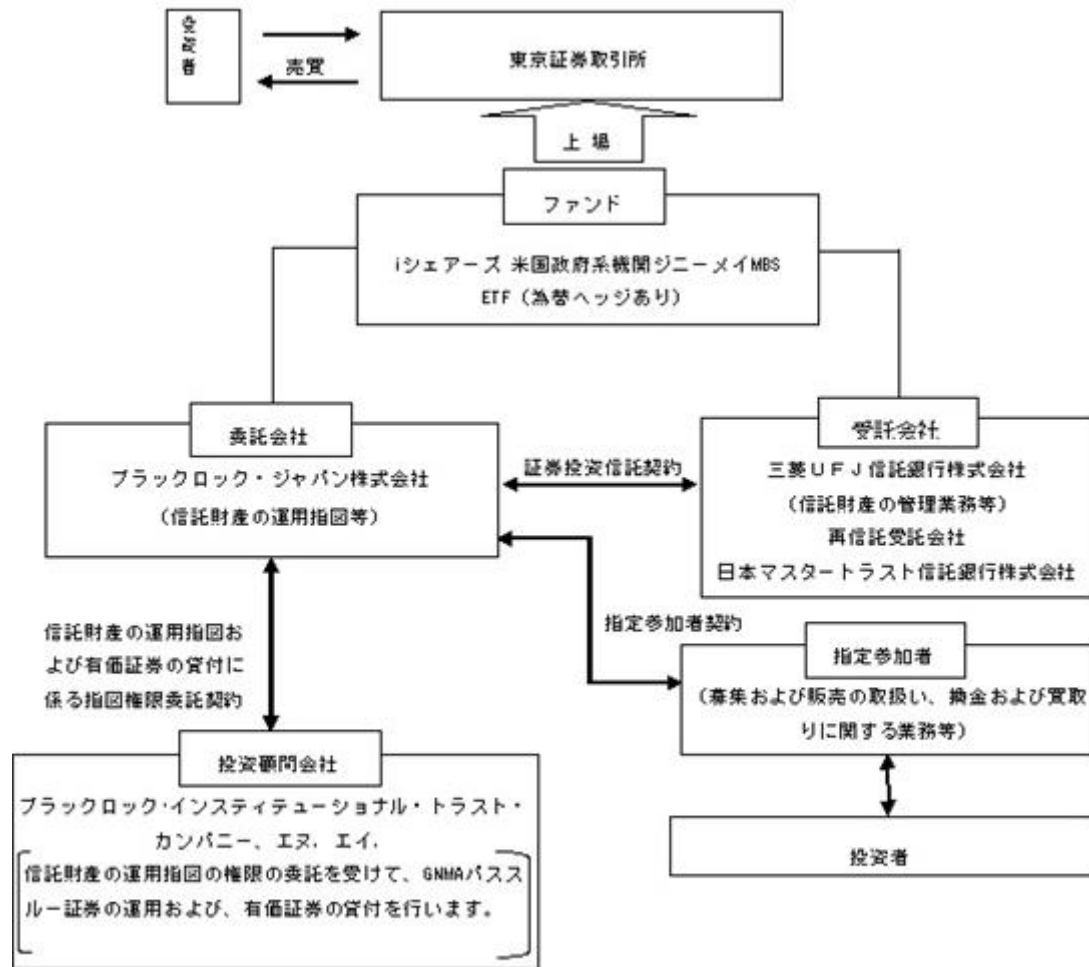 東京証券取引所
売買
上 場
ファンド
iシェアーズ 米国政府系機関ジニーメイMBS
ETF（為替ヘッジあり）
委託会社
ブラックロック・ジャパン株式会社
（信託財産の運用指図等）
証券投資信託契約
受託会社
三菱ＵＦＪ信託銀行株式会社
(信託財産の管理業務等)
再信託受託会社
日本マスタートラスト信託銀行株式会社
信託財産の運用指図お
よび有価証券の貸付に
係る指図権限委託契約
指定参加者契約
指定参加者
（募集および販売の取扱い、換金および買取
りに関する業務等）
投資者
投資顧問会社
ブラックロック・インスティテューショナル・トラスト・
カンパニー、エヌ．エイ．
信託財産の運用指図の権限の委託を受けて、GNMAパスス
ルー証券の運用および、有価証券の貸付を行います。